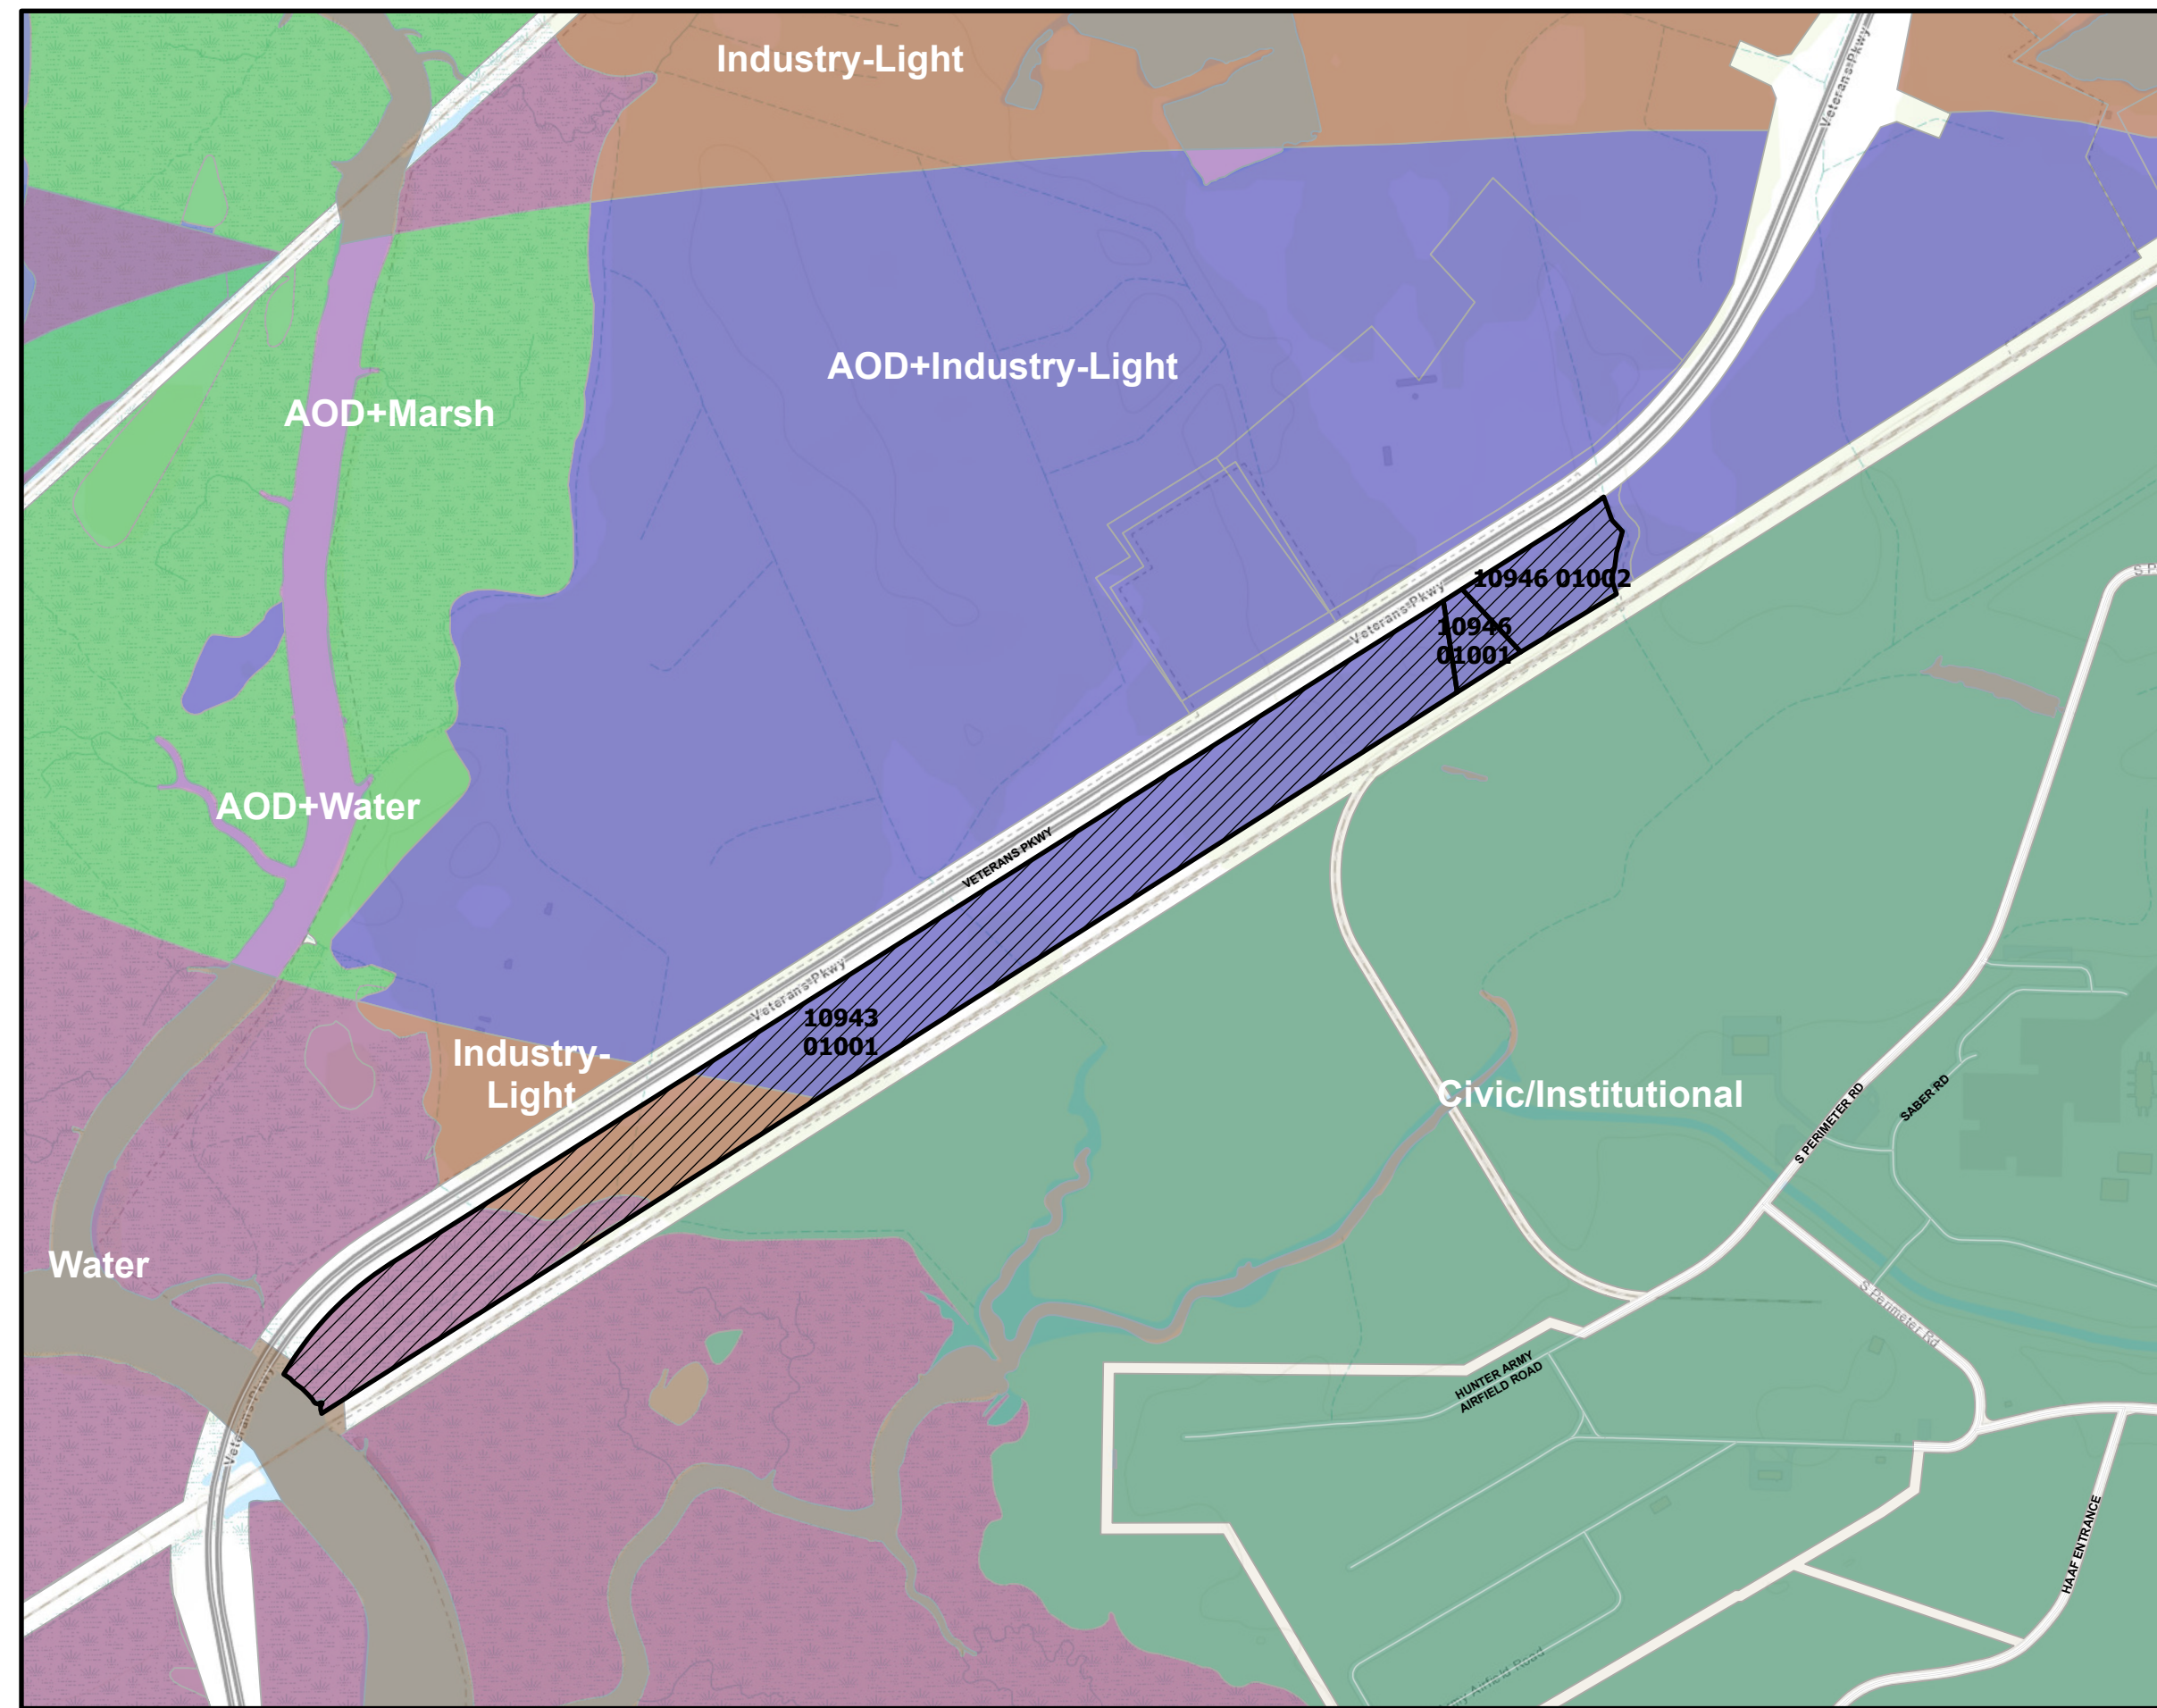 Industry-Light
Veterans Pkwy
AOD+Industry-Light
AOD+Marsh
10946 01002
Veterans Pkwy
10946
01001
AOD+Water
VETERANS PKWY
Veterans Pkwy
10943
01001
Industry-
Light
Civic/Institutional
SABER RD
S PERIMETER RD
Water
S Perimeter Rd
HUNTER ARMY
AIRFIELD ROAD
Veterans Pkwy
HAAF ENTRANCE
Airfield Road